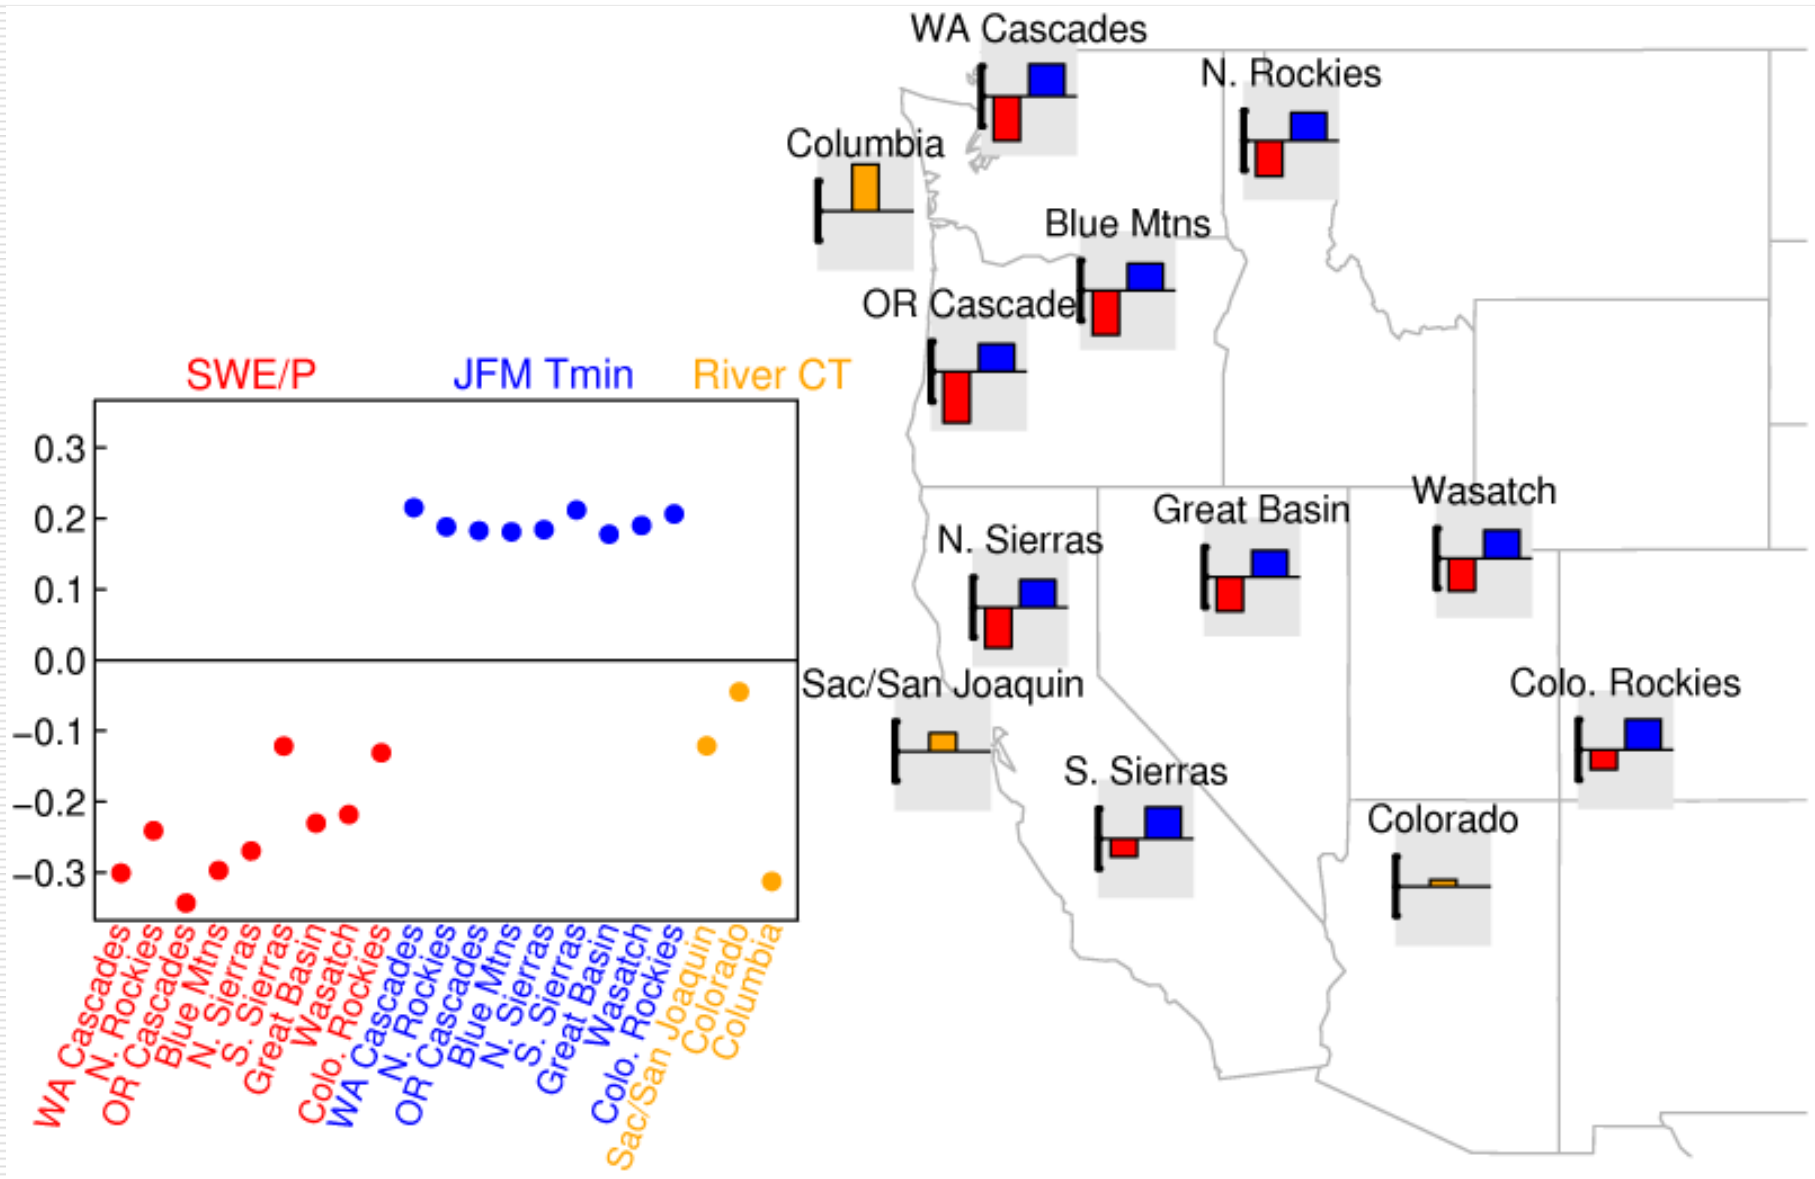 WA Cascades
N. Rockies
Columbia
Blue Mtns
OR Cascade
SWE/P JFM Tmin River CT
0.3
0.2
0.1
0.0
−0.1
−0.2
−0.3
WA Cascades
N. Rockies
OR Cascades
Blue Mtns
N. Sierras
S. Sierras
Great Basin
Wasatch
Colo. Rockies
WA Cascades
N. Rockies
OR Cascades
Blue Mtns
N. Sierras
S. Sierras
Great Basin
Wasatch
Colo. Rockies
Sac/San Joaquin
Colorado
Columbia
Wasatch
Great Basin
N. Sierras
Sac/San Joaquin
Colo. Rockies
S. Sierras
Colorado